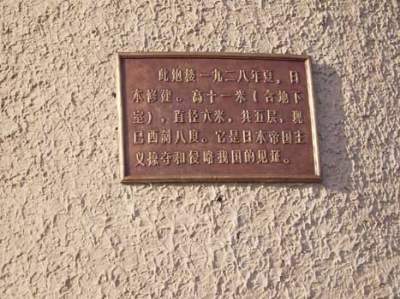 此炮楼一九二八年夏，日
本修建。高十一米（含地下
室），直径六米，共五层，现
已西斜八度。它是日本帝国主
义掠夺和侵略我国的见证。